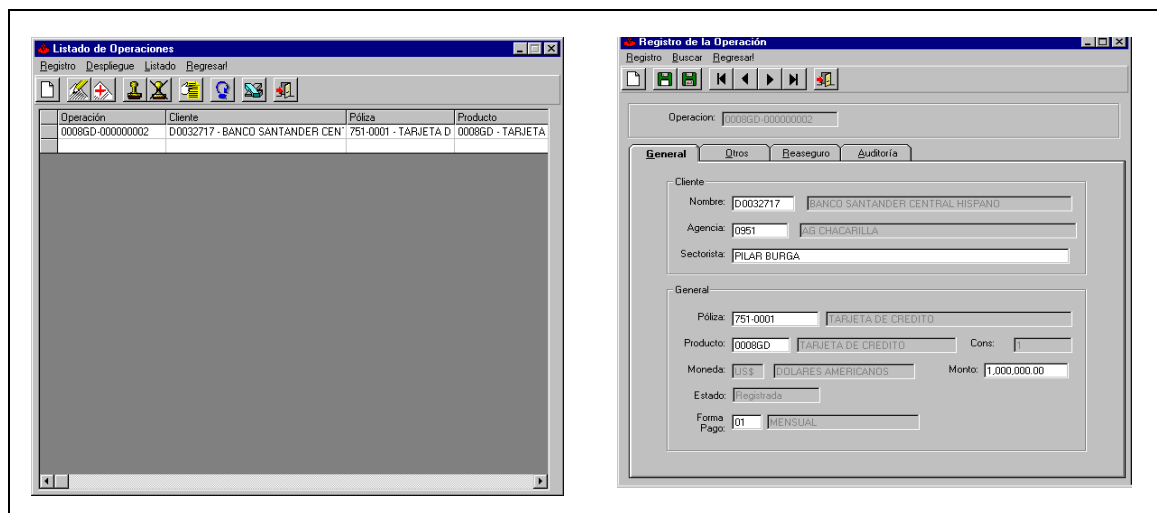 Listado de Operaciones
Registro Despliegue Listado Regresar!
Operación Cliente Póliza Producto
0008GD-000000002 D0032717 - BANCO SANTANDER CEN 751-0001 - TARJETA D 0008GD - TARJETA
Registro de la Operación
Registro Buscar Regresar!
Operacion: 0008GD-000000002
General Otros Reaseguro Auditoría
Cliente
Nombre: D0032717 BANCO SANTANDER CENTRAL HISPANO
Agencia: 0951 AG CHACARILLA
Sectorista: PILAR BURGA
General
Póliza: 751-0001 TARJETA DE CREDITO
Producto: 0008GD TARJETA DE CREDITO Cons: 1
Moneda: US$ DOLARES AMERICANOS Monto: 1,000,000.00
Estado: Registrada
Forma
Pago: 01 MENSUAL